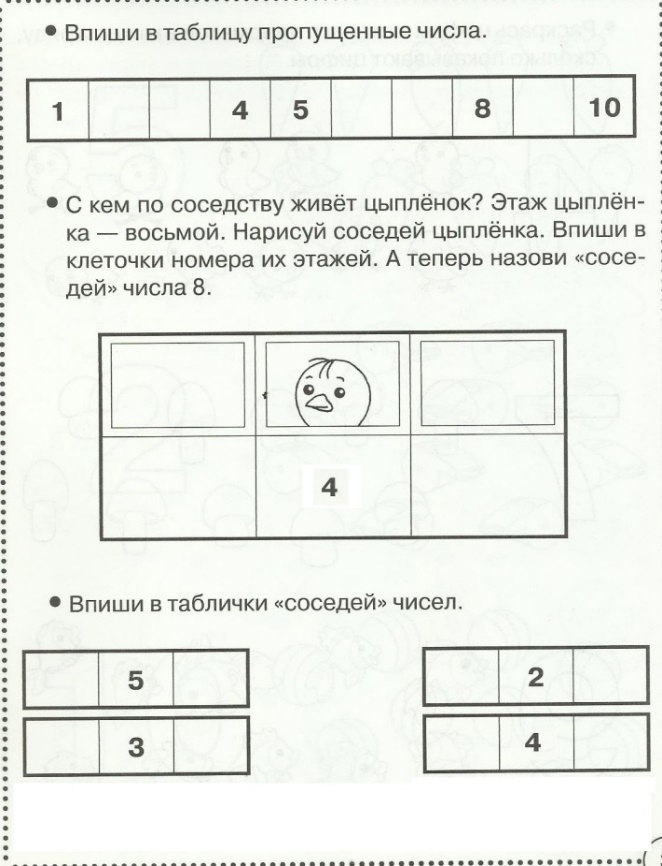 • Впиши в таблицу пропущенные числа.
1 4 5 8 10
• С кем по соседству живёт цыплёнок? Этаж цыплён-
ка — восьмой. Нарисуй соседей цыплёнка. Впиши в
клеточки номера их этажей. А теперь назови «сосе-
дей» числа 8.
4
• Впиши в таблички «соседей» чисел.
5 2
3 4